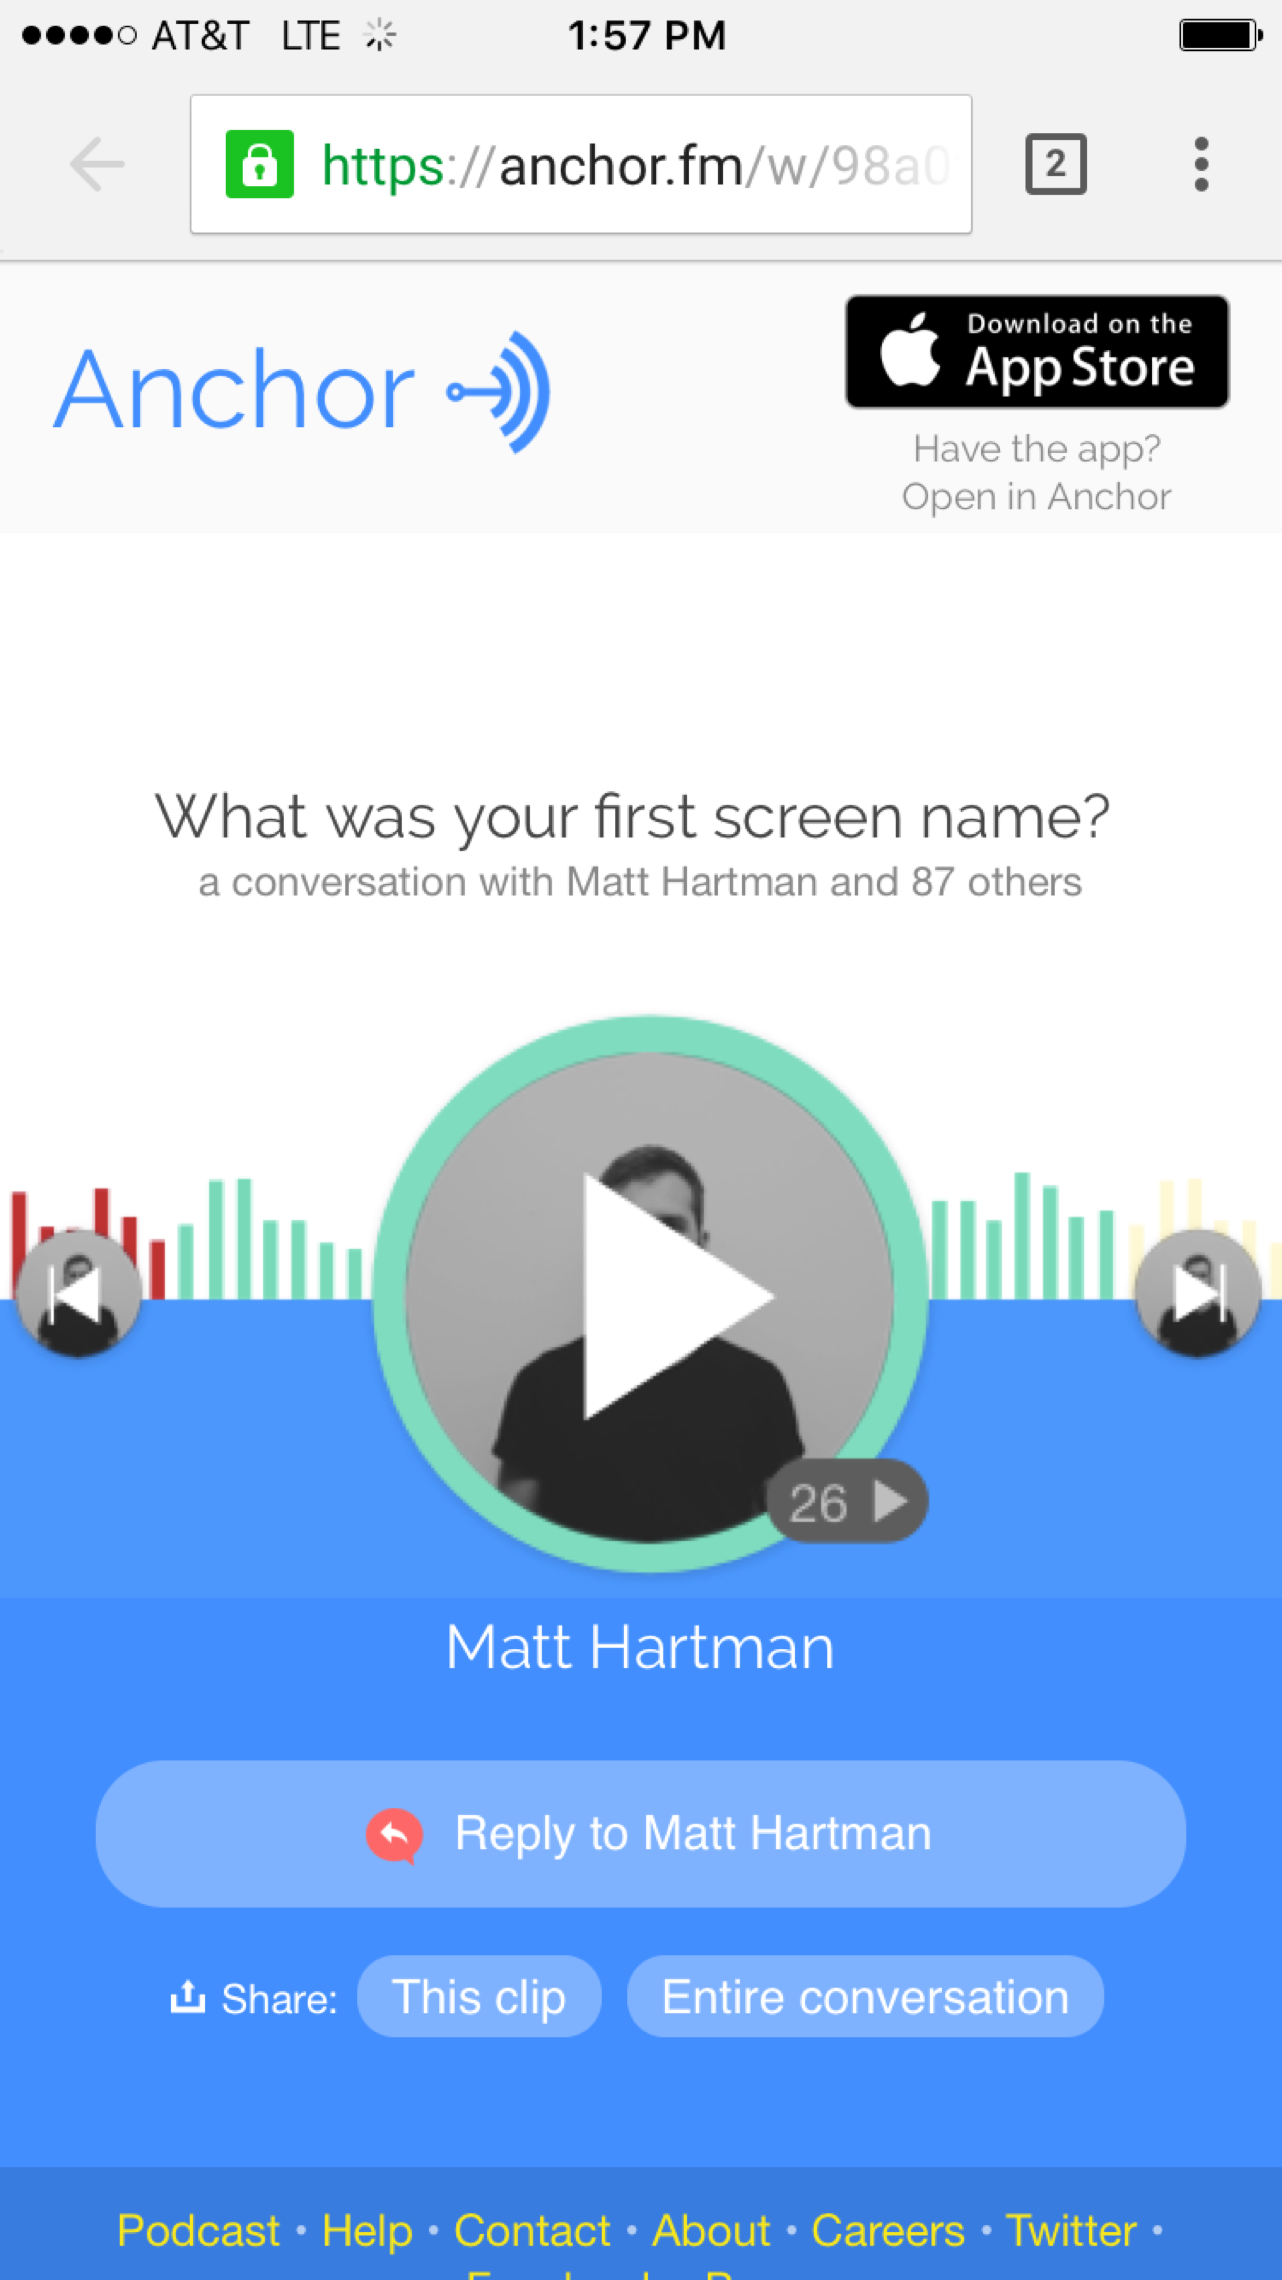 AT&T LTE 1:57 PM
https://anchor.fm/w/98a0
2
Anchor
Download on the
App Store
Have the app?
Open in Anchor
What was your first screen name?
a conversation with Matt Hartman and 87 others
26
Matt Hartman
Reply to Matt Hartman
Share: This clip Entire conversation
Podcast • Help • Contact • About • Careers • Twitter •